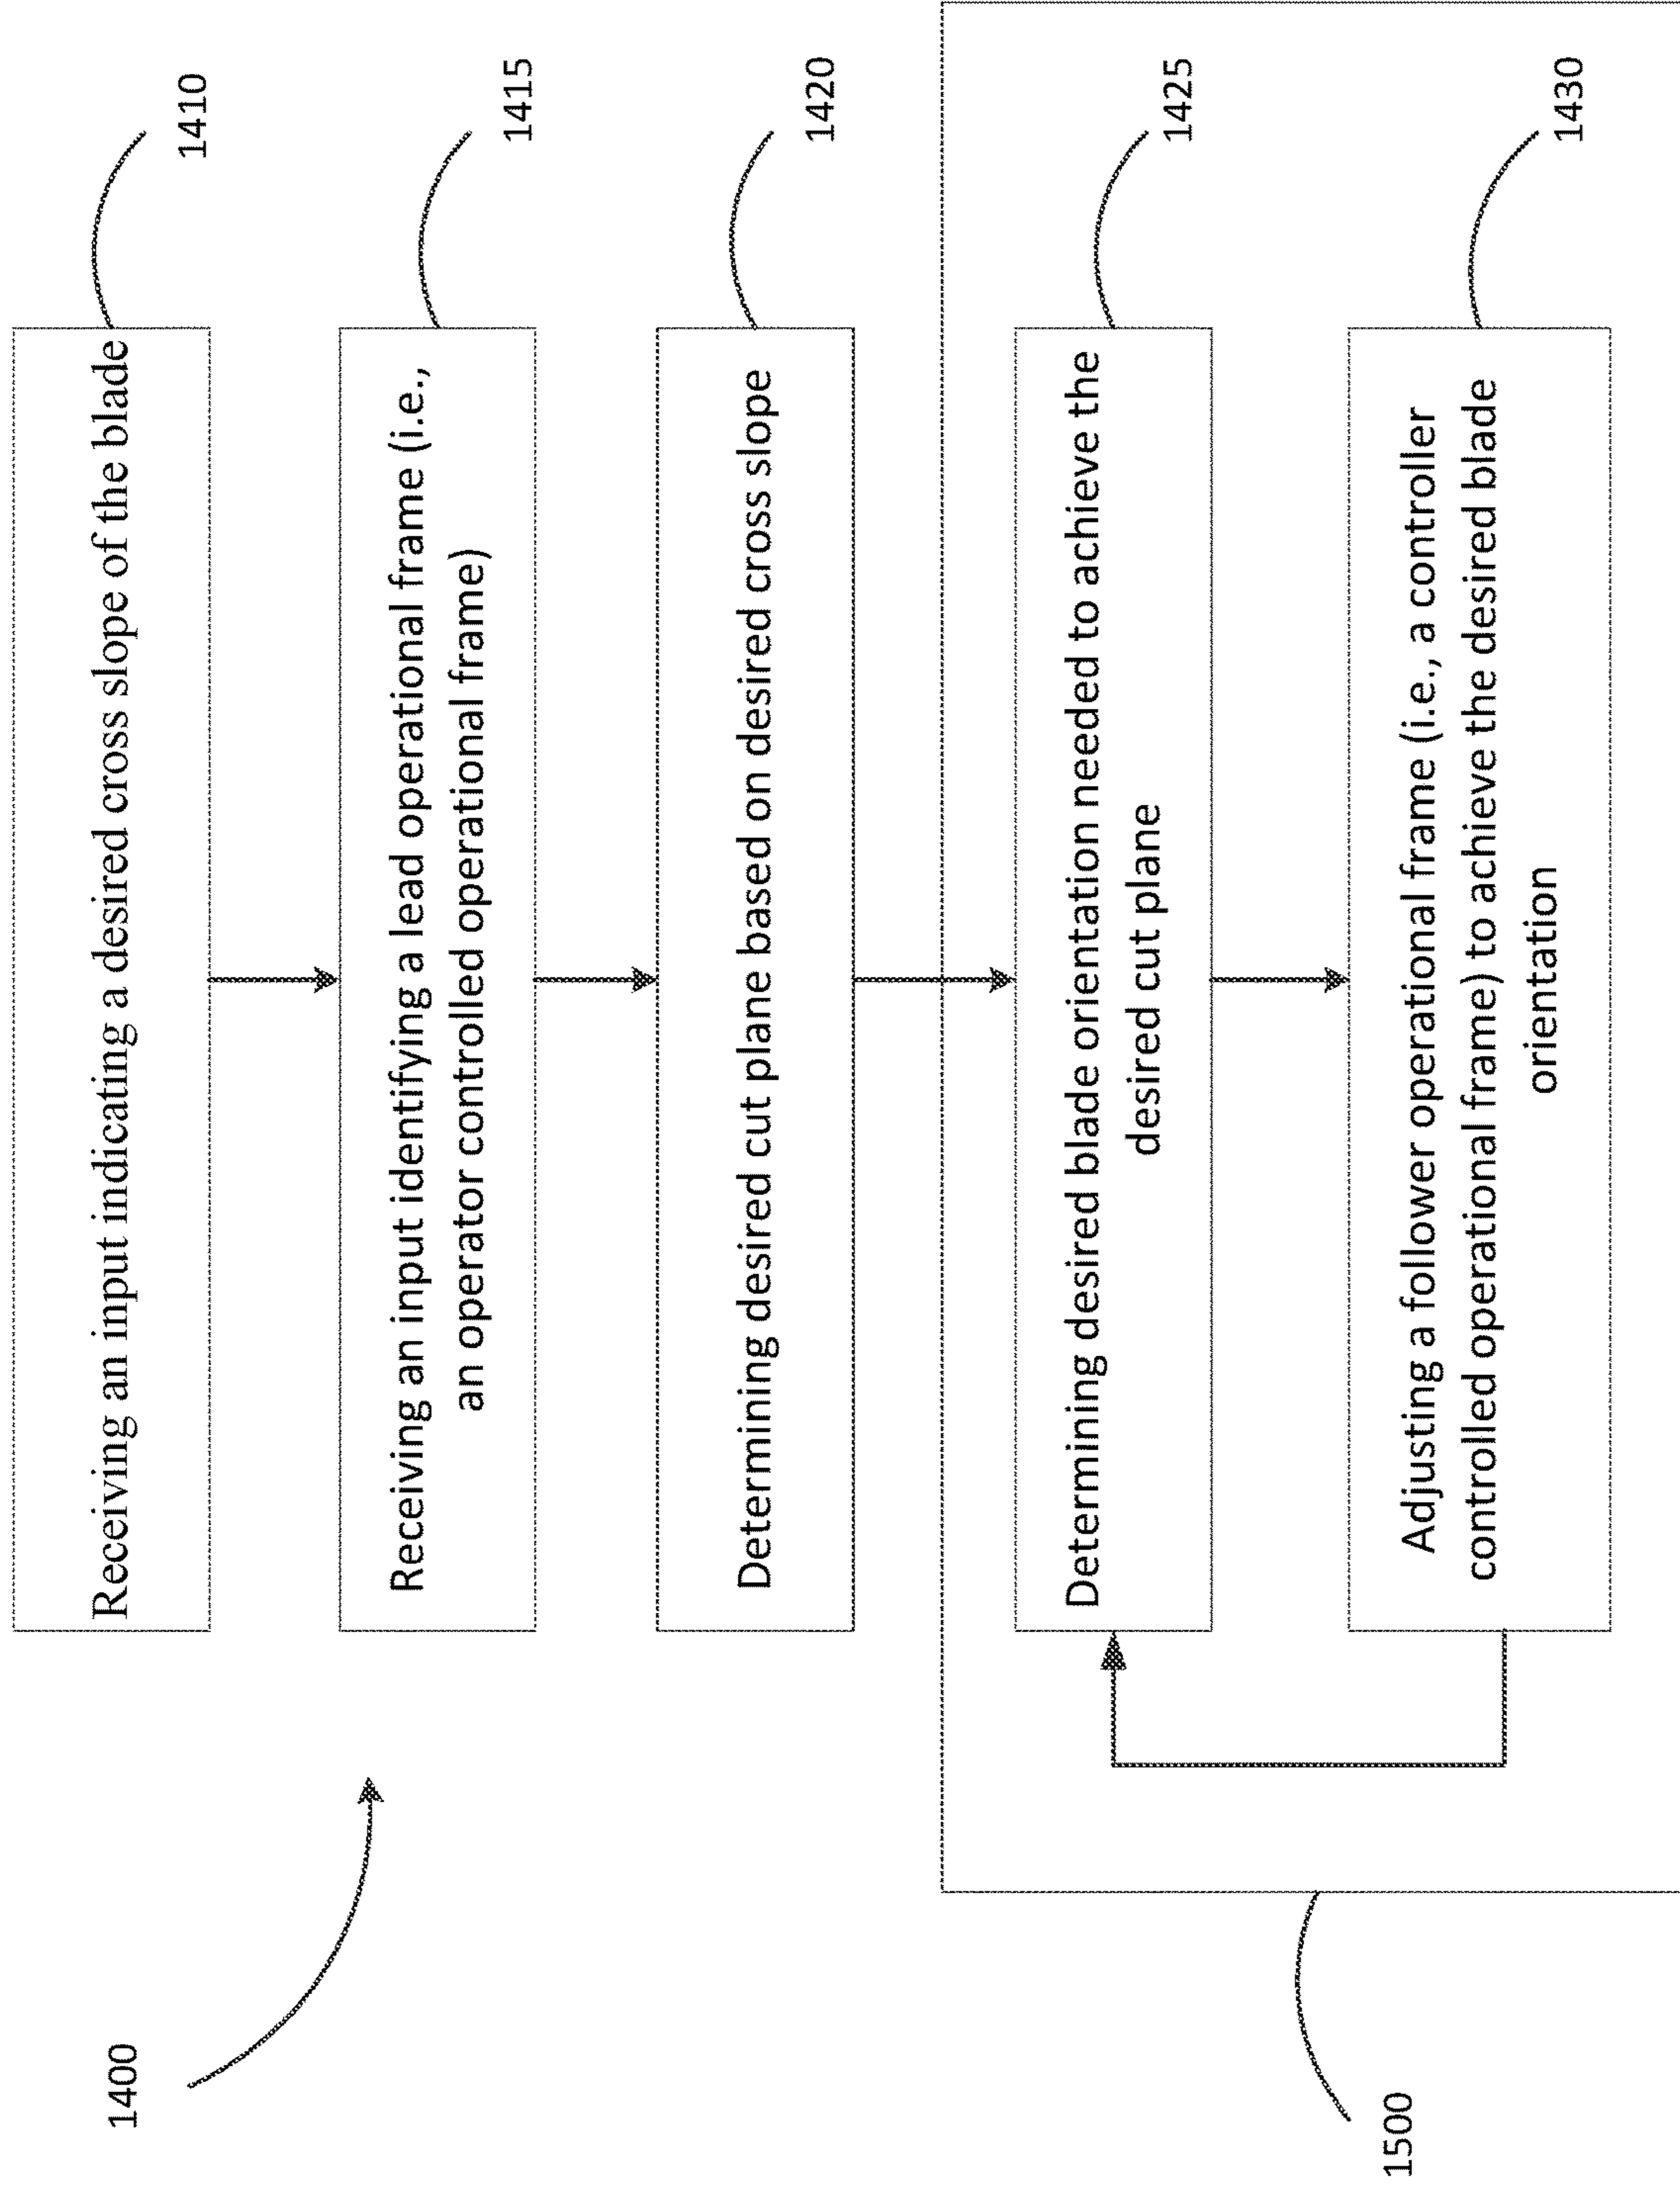 1400
Receiving an input indicating a desired cross slope of the blade
1410
Receiving an input identifying a lead operational frame (i.e.,
an operator controlled operational frame)
1415
Determining desired cut plane based on desired cross slope
1420
Determining desired blade orientation needed to achieve the
desired cut plane
1425
Adjusting a follower operational frame (i.e., a controller
controlled operational frame) to achieve the desired blade
orientation
1430
1500